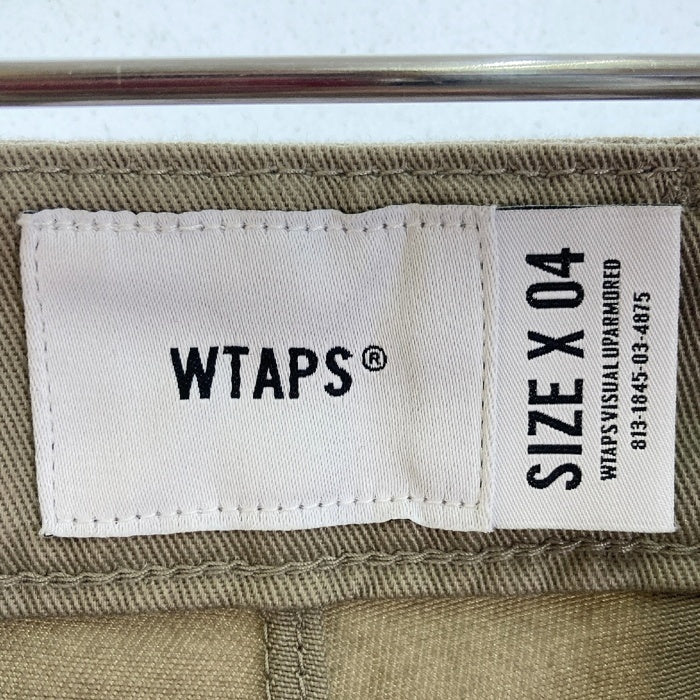 WTAPS®
SIZE X 04
WTAPS VISUAL UPARMORED
813-1845-03-4875